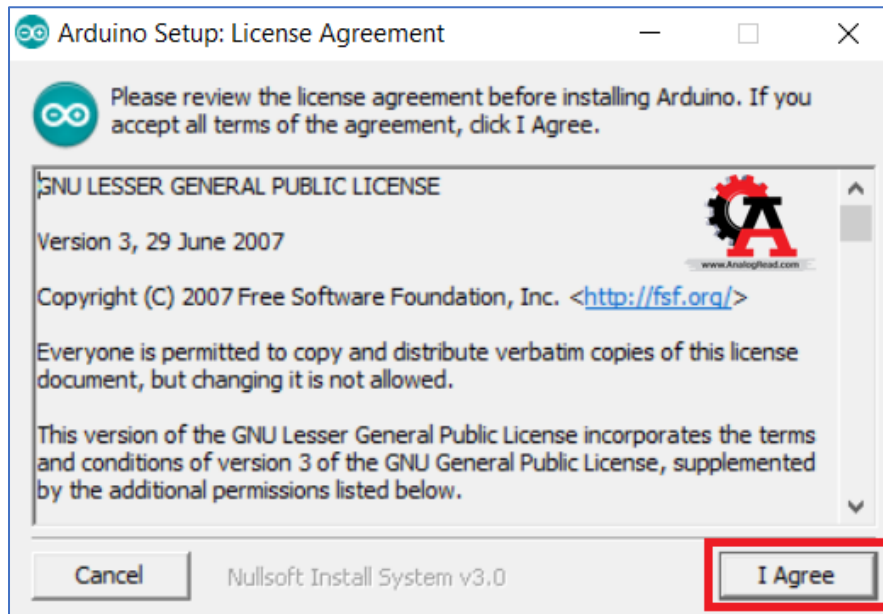 Arduino Setup: License Agreement
Please review the license agreement before installing Arduino. If you
accept all terms of the agreement, click I Agree.
GNU LESSER GENERAL PUBLIC LICENSE
Version 3, 29 June 2007
www.AnalogRead.com
Copyright (C) 2007 Free Software Foundation, Inc. <http://fsf.org/>
Everyone is permitted to copy and distribute verbatim copies of this license
document, but changing it is not allowed.
This version of the GNU Lesser General Public License incorporates the terms
and conditions of version 3 of the GNU General Public License, supplemented
by the additional permissions listed below.
Cancel
Nullsoft Install System v3.0
I Agree